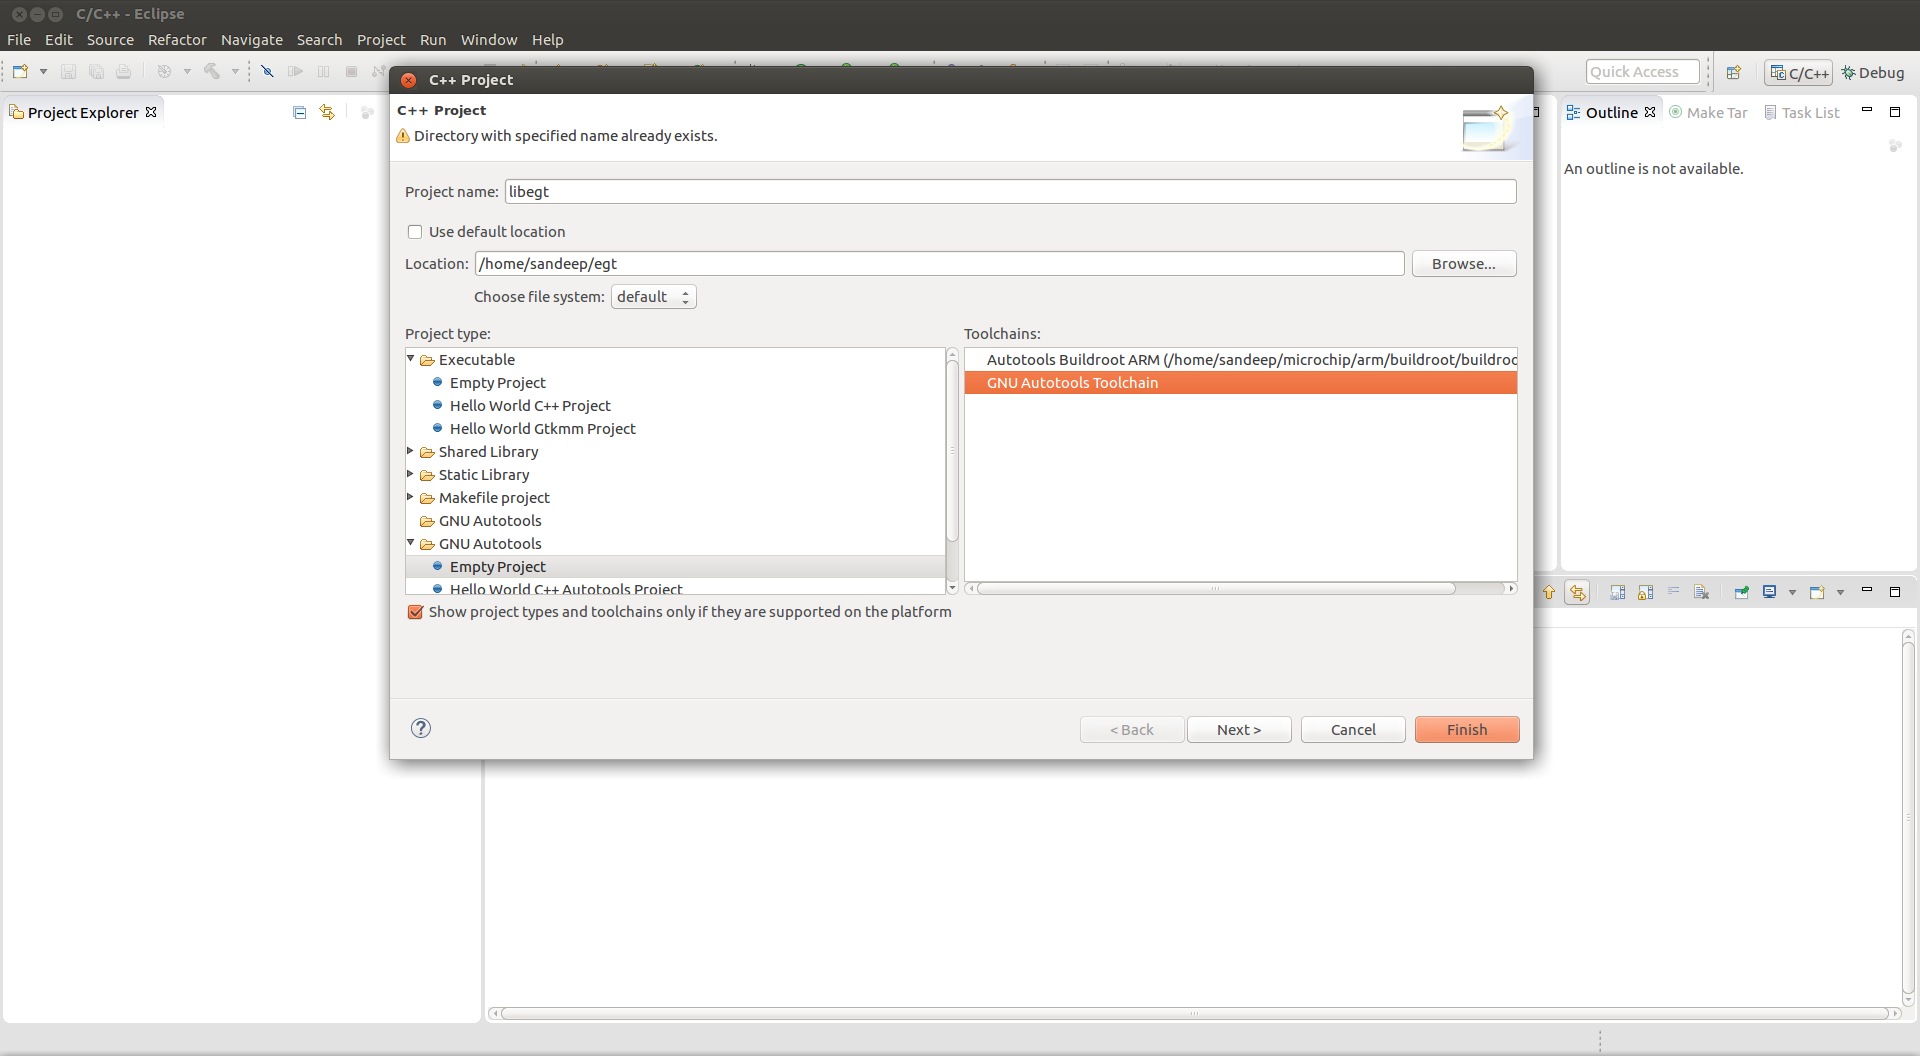 C/C++ - Eclipse
File Edit Source Refactor Navigate Search Project Run Window Help
Quick Access
C/C++
Debug
Project Explorer
C++ Project
C++ Project
Directory with specified name already exists.
Project name: libegt
Use default location
Location: /home/sandeep/egt
Browse...
Choose file system: default
Project type:
Executable
Empty Project
Hello World C++ Project
Hello World Gtkmm Project
Shared Library
Static Library
Makefile project
GNU Autotools
GNU Autotools
Empty Project
Hello World C++ Autotools Project
Toolchains:
Autotools Buildroot ARM (/home/sandeep/microchip/arm/buildroot/buildroo
GNU Autotools Toolchain
Show project types and toolchains only if they are supported on the platform
< Back
Next >
Cancel
Finish
Outline
Make Tar
Task List
An outline is not available.